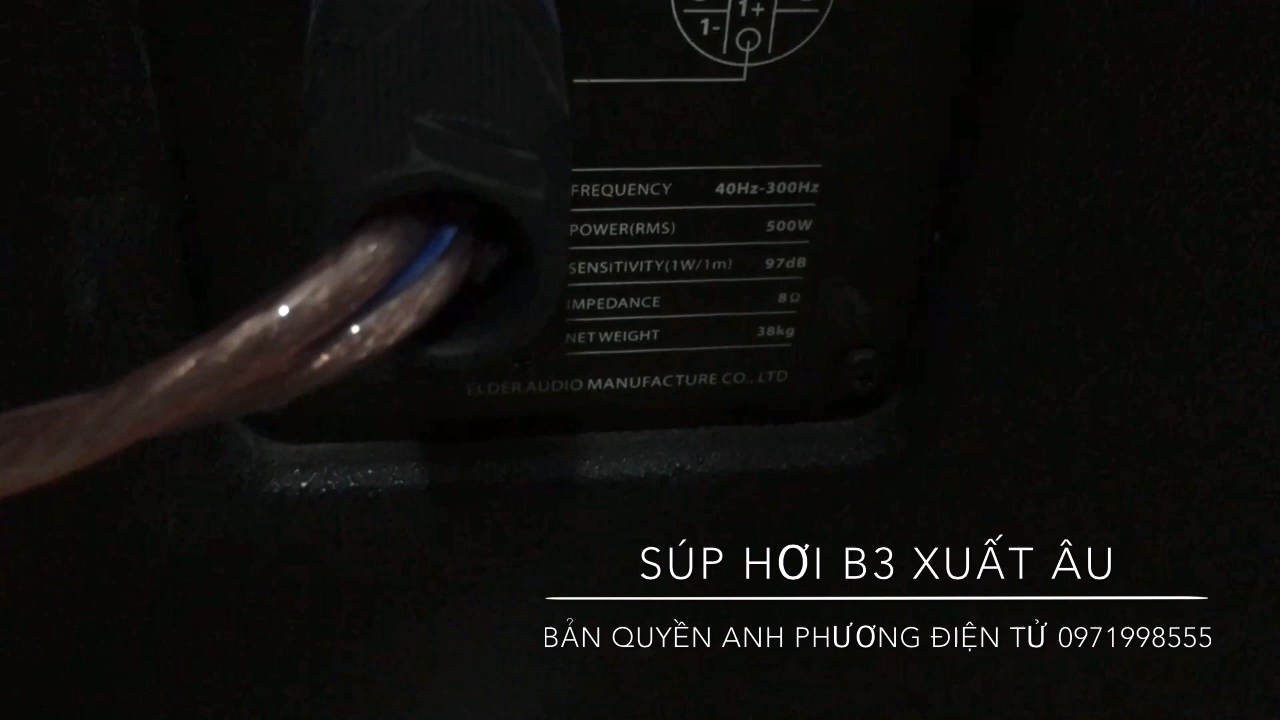 1+
1-
FREQUENCY 40Hz-300Hz
POWER(RMS) 500W
SENSITIVITY(1W/1m) 97dB
IMPEDANCE 8Ω
NET WEIGHT 38kg
ELDER AUDIO MANUFACTURE CO., LTD
SÚP HƠI B3 XUẤT ÂU
BẢN QUYỀN ANH PHƯƠNG ĐIỆN TỬ 0971998555